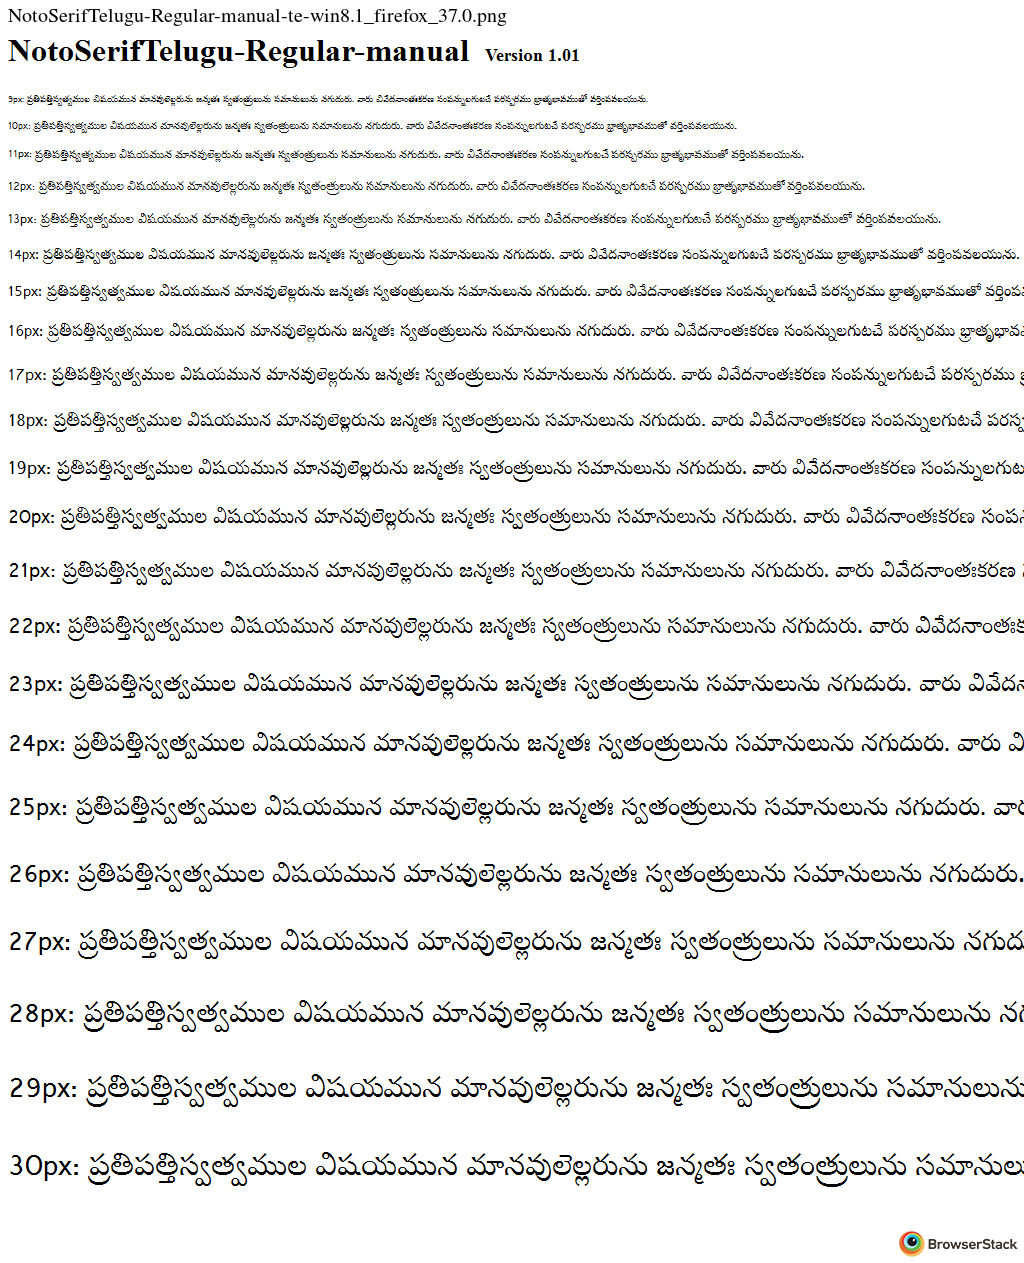 NotoSerifTelugu-Regular-manual-te-win8.1_firefox_37.0.png
NotoSerifTelugu-Regular-manual Version 1.01
9px: ప్రతిపత్తిస్వత్వముల విషయమున మానవులెల్లరును జన్మతః స్వతంత్రులును సమానులును నగుదురు. వారు వివేదనాంతఃకరణ సంపన్నులగుటచే పరస్పరము భ్రాతృభావముతో వర్తింపవలయును.
10px: ప్రతిపత్తిస్వత్వముల విషయమున మానవులెల్లరును జన్మతః స్వతంత్రులును సమానులును నగుదురు. వారు వివేదనాంతఃకరణ సంపన్నులగుటచే పరస్పరము భ్రాతృభావముతో వర్తింపవలయును.
11px: ప్రతిపత్తిస్వత్వముల విషయమున మానవులెల్లరును జన్మతః స్వతంత్రులును సమానులును నగుదురు. వారు వివేదనాంతఃకరణ సంపన్నులగుటచే పరస్పరము భ్రాతృభావముతో వర్తింపవలయును.
12px: ప్రతిపత్తిస్వత్వముల విషయమున మానవులెల్లరును జన్మతః స్వతంత్రులును సమానులును నగుదురు. వారు వివేదనాంతఃకరణ సంపన్నులగుటచే పరస్పరము భ్రాతృభావముతో వర్తింపవలయును.
13px: ప్రతిపత్తిస్వత్వముల విషయమున మానవులెల్లరును జన్మతః స్వతంత్రులును సమానులును నగుదురు. వారు వివేదనాంతఃకరణ సంపన్నులగుటచే పరస్పరము భ్రాతృభావముతో వర్తింపవలయును.
14px: ప్రతిపత్తిస్వత్వముల విషయమున మానవులెల్లరును జన్మతః స్వతంత్రులును సమానులును నగుదురు. వారు వివేదనాంతఃకరణ సంపన్నులగుటచే పరస్పరము భ్రాతృభావముతో వర్తింపవలయును.
15px: ప్రతిపత్తిస్వత్వముల విషయమున మానవులెల్లరును జన్మతః స్వతంత్రులును సమానులును నగుదురు. వారు వివేదనాంతఃకరణ సంపన్నులగుటచే పరస్పరము భ్రాతృభావముతో వర్తింప
16px: ప్రతిపత్తిస్వత్వముల విషయమున మానవులెల్లరును జన్మతః స్వతంత్రులును సమానులును నగుదురు. వారు వివేదనాంతఃకరణ సంపన్నులగుటచే పరస్పరము భ్రాతృభావ
17px: ప్రతిపత్తిస్వత్వముల విషయమున మానవులెల్లరును జన్మతః స్వతంత్రులును సమానులును నగుదురు. వారు వివేదనాంతఃకరణ సంపన్నులగుటచే పరస్పరము
18px: ప్రతిపత్తిస్వత్వముల విషయమున మానవులెల్లరును జన్మతః స్వతంత్రులును సమానులును నగుదురు. వారు వివేదనాంతఃకరణ సంపన్నులగుటచే పరస్ప
19px: ప్రతిపత్తిస్వత్వముల విషయమున మానవులెల్లరును జన్మతః స్వతంత్రులును సమానులును నగుదురు. వారు వివేదనాంతఃకరణ సంపన్నులగుట
20px: ప్రతిపత్తిస్వత్వముల విషయమున మానవులెల్లరును జన్మతః స్వతంత్రులును సమానులును నగుదురు. వారు వివేదనాంతఃకరణ సంప
21px: ప్రతిపత్తిస్వత్వముల విషయమున మానవులెల్లరును జన్మతః స్వతంత్రులును సమానులును నగుదురు. వారు వివేదనాంతఃకరణ
22px: ప్రతిపత్తిస్వత్వముల విషయమున మానవులెల్లరును జన్మతః స్వతంత్రులును సమానులును నగుదురు. వారు వివేదనాంతఃక
23px: ప్రతిపత్తిస్వత్వముల విషయమున మానవులెల్లరును జన్మతః స్వతంత్రులును సమానులును నగుదురు. వారు వివేద
24px: ప్రతిపత్తిస్వత్వముల విషయమున మానవులెల్లరును జన్మతః స్వతంత్రులును సమానులును నగుదురు. వారు వి
25px: ప్రతిపత్తిస్వత్వముల విషయమున మానవులెల్లరును జన్మతః స్వతంత్రులును సమానులును నగుదురు. వారు
26px: ప్రతిపత్తిస్వత్వముల విషయమున మానవులెల్లరును జన్మతః స్వతంత్రులును సమానులును నగుదురు.
27px: ప్రతిపత్తిస్వత్వముల విషయమున మానవులెల్లరును జన్మతః స్వతంత్రులును సమానులును నగుదు
28px: ప్రతిపత్తిస్వత్వముల విషయమున మానవులెల్లరును జన్మతః స్వతంత్రులును సమానులును నగ
29px: ప్రతిపత్తిస్వత్వముల విషయమున మానవులెల్లరును జన్మతః స్వతంత్రులును సమానులును
30px: ప్రతిపత్తిస్వత్వముల విషయమున మానవులెల్లరును జన్మతః స్వతంత్రులును సమానులు
BrowserStack